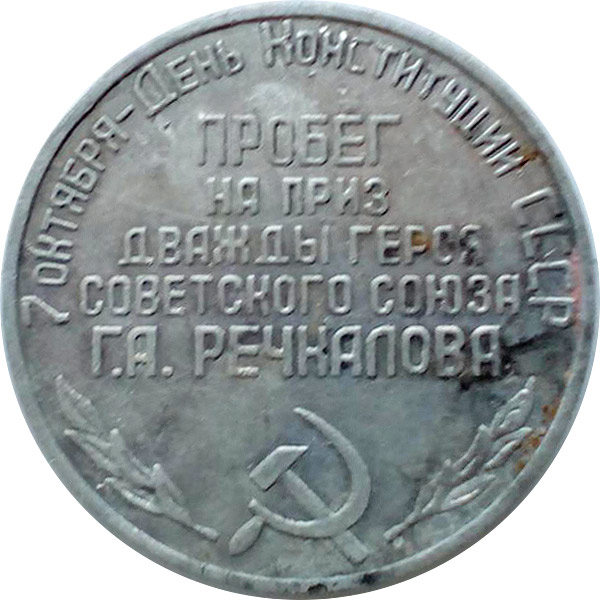 7 ОКТЯБРЯ-ДЕНЬ КОНСТИТУЦИИ СССР
ПРОБЕГ
НА ПРИЗ
ДВАЖДЫ ГЕРОЯ
СОВЕТСКОГО СОЮЗА
Г.А. РЕЧКАЛОВА